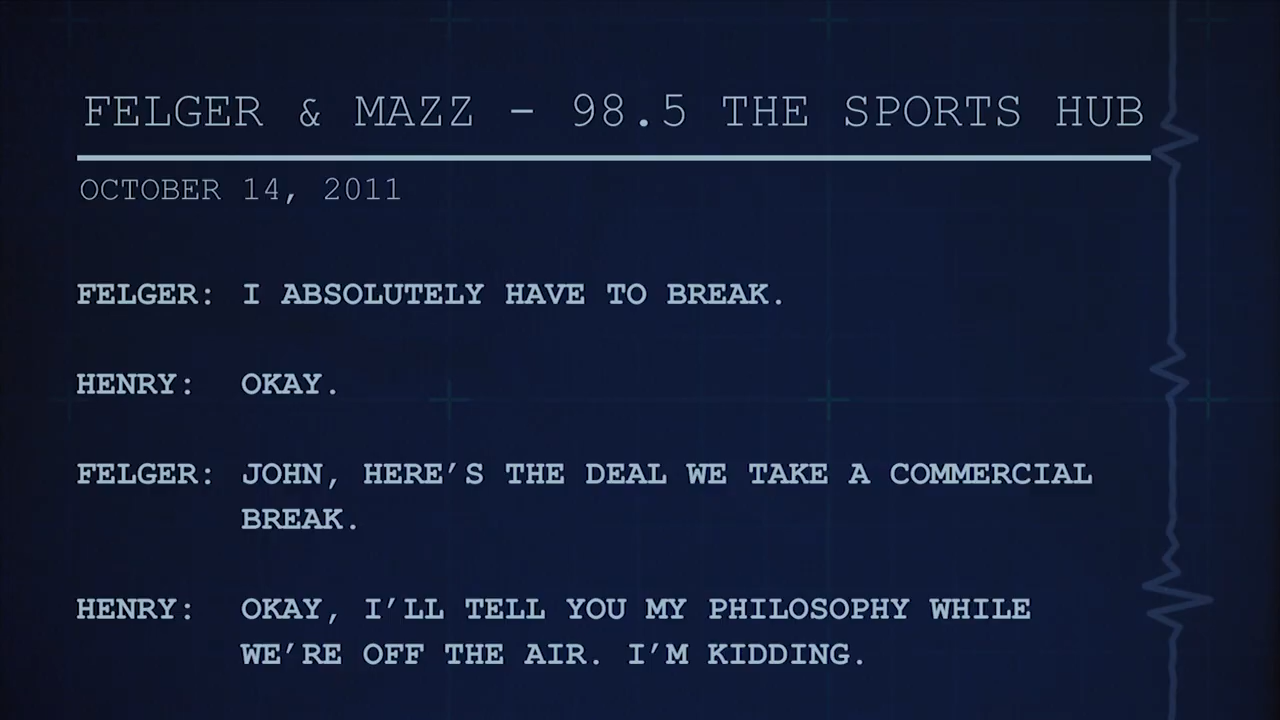 FELGER & MAZZ – 98.5 THE SPORTS HUB
OCTOBER 14, 2011
FELGER: I ABSOLUTELY HAVE TO BREAK.
HENRY: OKAY.
FELGER: JOHN, HERE’S THE DEAL WE TAKE A COMMERCIAL
BREAK.
HENRY: OKAY, I’LL TELL YOU MY PHILOSOPHY WHILE
WE’RE OFF THE AIR. I’M KIDDING.